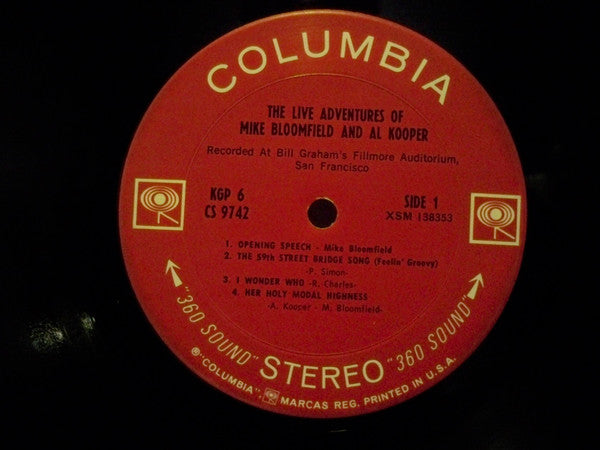 COLUMBIA
THE LIVE ADVENTURES OF
MIKE BLOOMFIELD AND AL KOOPER
Recorded At Bill Graham's Fillmore Auditorium,
San Francisco
KGP 6
CS 9742
SIDE 1
XSM 138353
1. OPENING SPEECH - Mike Bloomfield
2. THE 59th STREET BRIDGE SONG (Feelin' Groovy)
-P. Simon-
3. I WONDER WHO -R. Charles-
4. HER HOLY MODAL HIGHNESS
-A. Kooper - M. Bloomfield-
"360 SOUND" STEREO "360 SOUND"
®"COLUMBIA", MARCAS REG. PRINTED IN U.S.A.